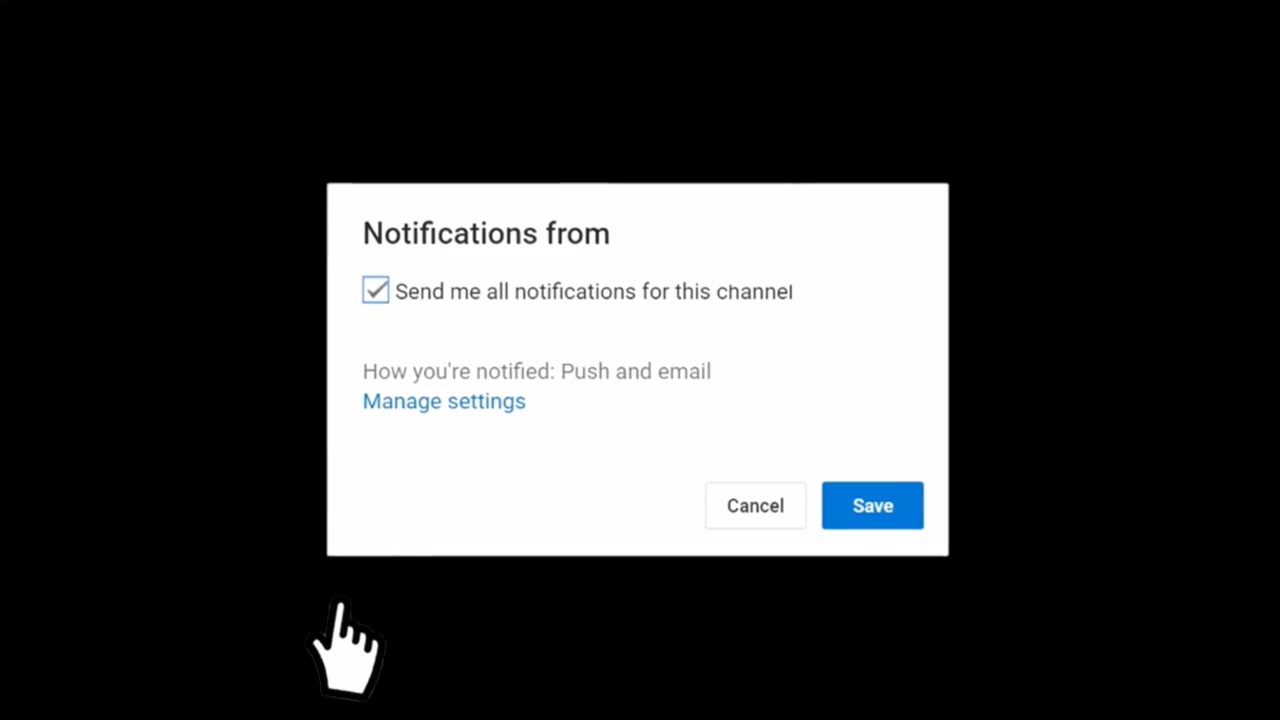 Notifications from
Send me all notifications for this channel
How you're notified: Push and email
Manage settings
Cancel
Save